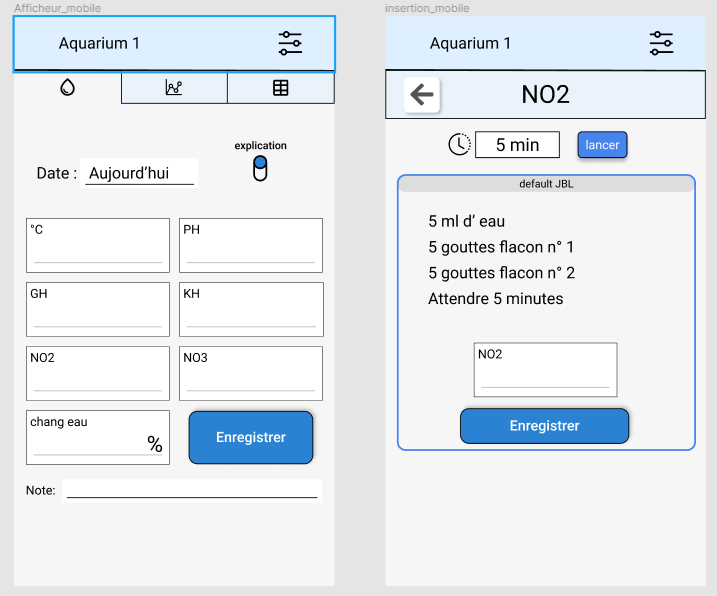 Afficheur_mobile
Aquarium 1
explication
Date : Aujourd'hui
°C
PH
GH
KH
NO2
NO3
chang eau
%
Enregistrer
Note:
insertion_mobile
Aquarium 1
NO2
5 min
lancer
default JBL
5 ml d' eau
5 gouttes flacon n° 1
5 gouttes flacon n° 2
Attendre 5 minutes
NO2
Enregistrer